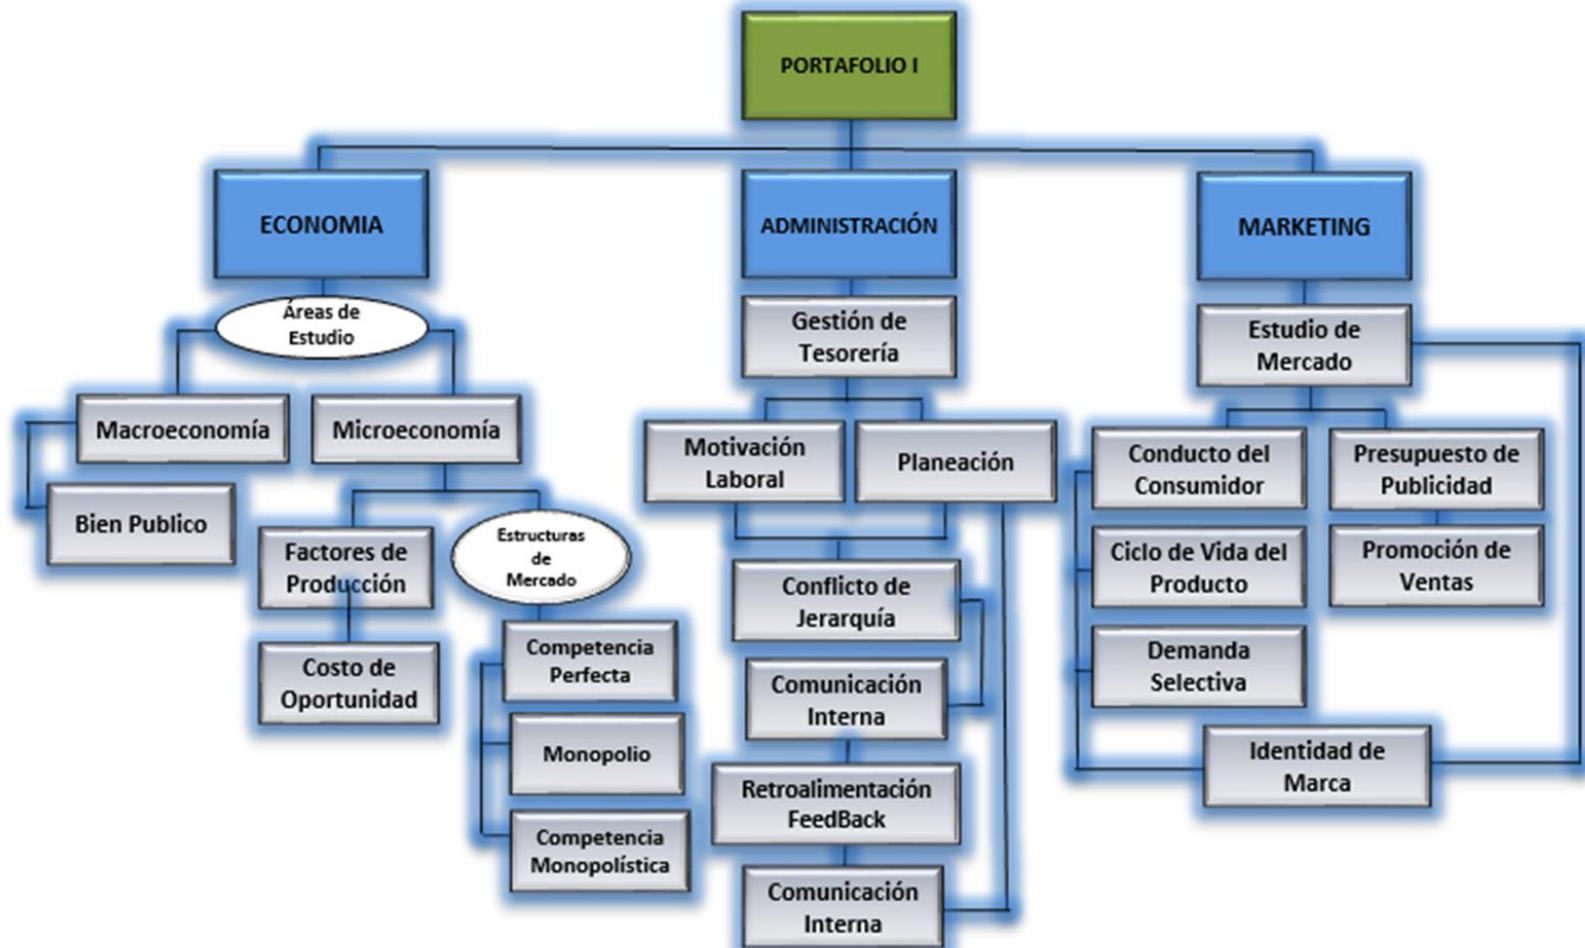 PORTAFOLIO I
ECONOMIA
ADMINISTRACIÓN
MARKETING
Áreas de
Estudio
Macroeconomía
Microeconomía
Bien Publico
Factores de
Producción
Costo de
Oportunidad
Estructuras
de
Mercado
Competencia
Perfecta
Monopolio
Competencia
Monopolística
Gestión de
Tesorería
Motivación
Laboral
Planeación
Conflicto de
Jerarquía
Comunicación
Interna
Retroalimentación
FeedBack
Comunicación
Interna
Estudio de
Mercado
Conducto del
Consumidor
Presupuesto de
Publicidad
Ciclo de Vida del
Producto
Promoción de
Ventas
Demanda
Selectiva
Identidad de
Marca